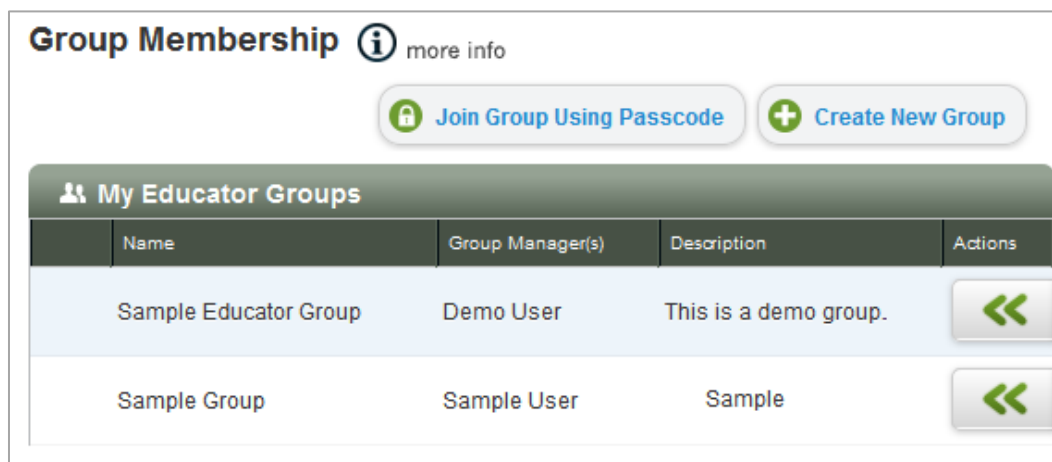 Group Membership more info
Join Group Using Passcode Create New Group
My Educator Groups
Name Group Manager(s) Description Actions
Sample Educator Group Demo User This is a demo group.
Sample Group Sample User Sample